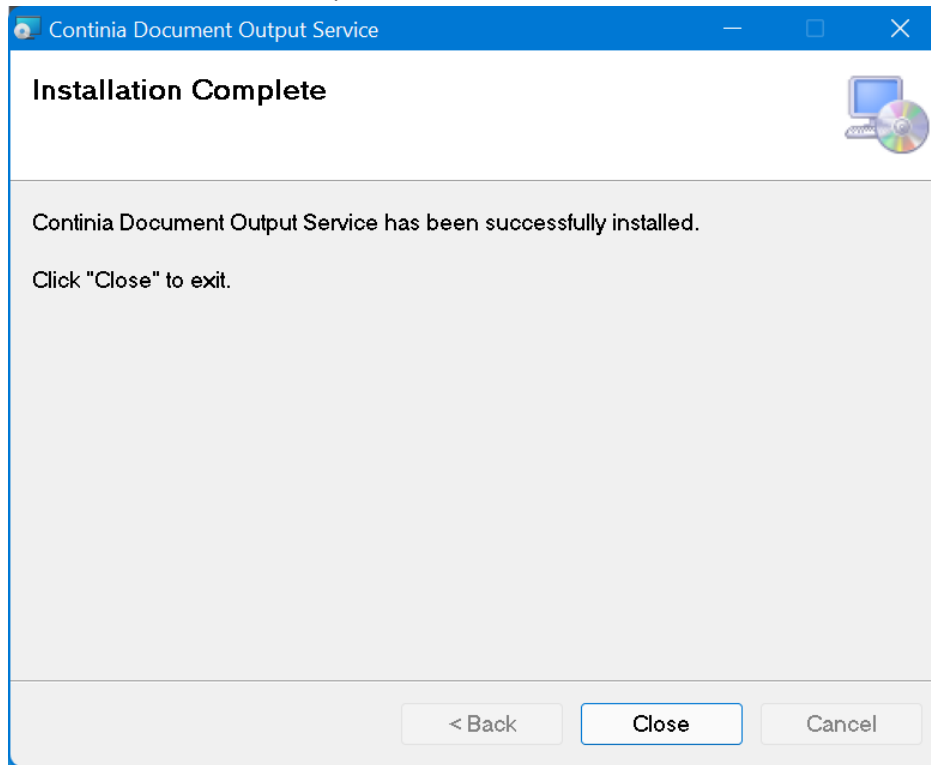 Continia Document Output Service
Installation Complete
Continia Document Output Service has been successfully installed.
Click "Close" to exit.
< Back
Close
Cancel